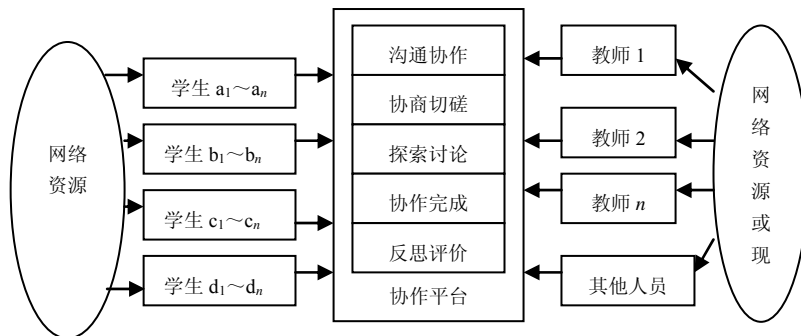 网络
资源
学生 a₁～aₙ
学生 b₁～bₙ
学生 c₁～cₙ
学生 d₁～dₙ
沟通协作
协商切磋
探索讨论
协作完成
反思评价
协作平台
教师 1
教师 2
教师 n
其他人员
网
络
资
源
或
现